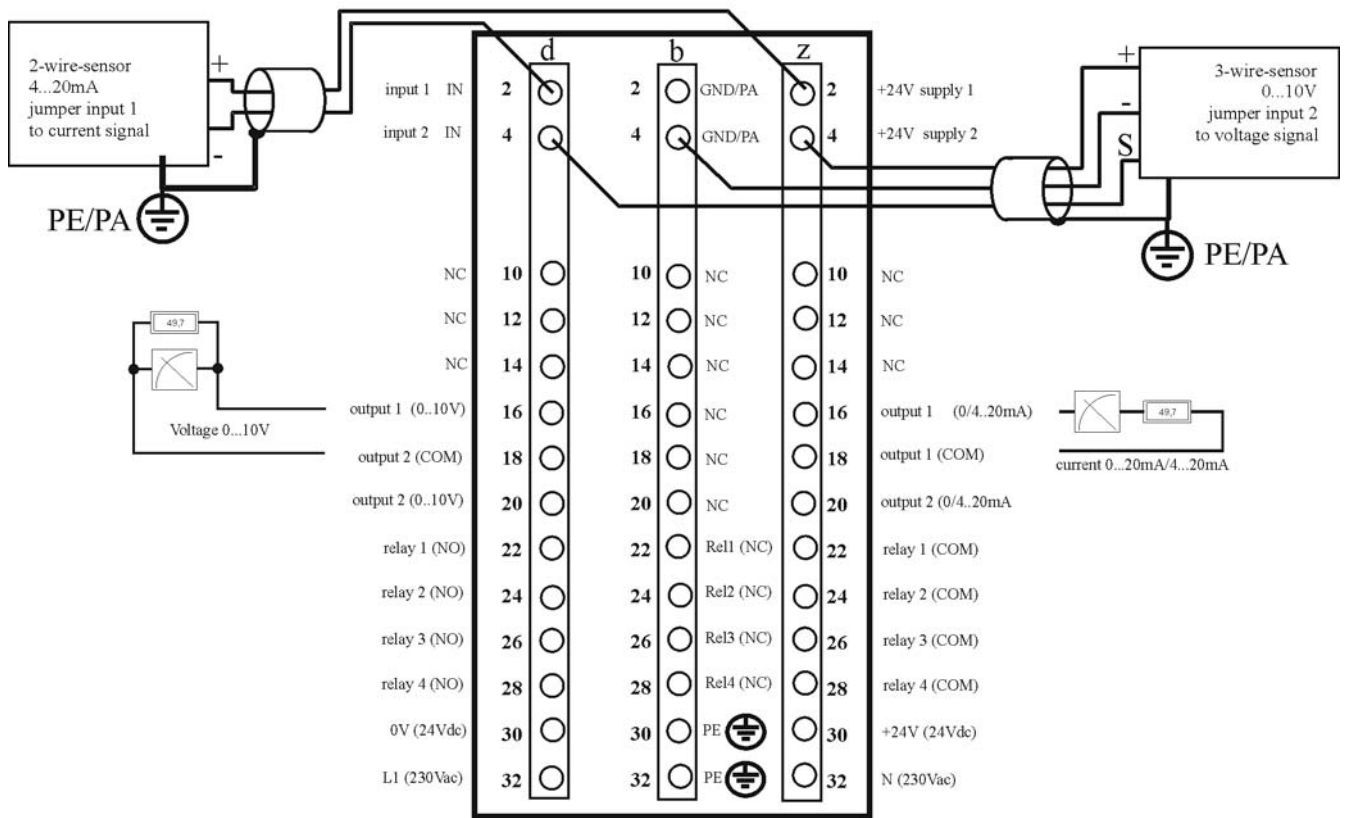 d b z
2-wire-sensor
4...20mA
jumper input 1
to current signal
+
-
PE/PA
3-wire-sensor
0...10V
jumper input 2
to voltage signal
+
-
S
PE/PA
input 1 IN 2 2 GND/PA 2 +24V supply 1
input 2 IN 4 4 GND/PA 4 +24V supply 2
NC 10 10 NC 10 NC
NC 12 12 NC 12 NC
NC 14 14 NC 14 NC
output 1 (0..10V) 16 16 NC 16 output 1 (0/4..20mA)
output 2 (COM) 18 18 NC 18 output 1 (COM)
output 2 (0..10V) 20 20 NC 20 output 2 (0/4..20mA
relay 1 (NO) 22 22 Rel1 (NC) 22 relay 1 (COM)
relay 2 (NO) 24 24 Rel2 (NC) 24 relay 2 (COM)
relay 3 (NO) 26 26 Rel3 (NC) 26 relay 3 (COM)
relay 4 (NO) 28 28 Rel4 (NC) 28 relay 4 (COM)
0V (24Vdc) 30 30 PE 30 +24V (24Vdc)
L1 (230Vac) 32 32 PE 32 N (230Vac)
49,7
Voltage 0...10V
49,7
current 0...20mA/4...20mA